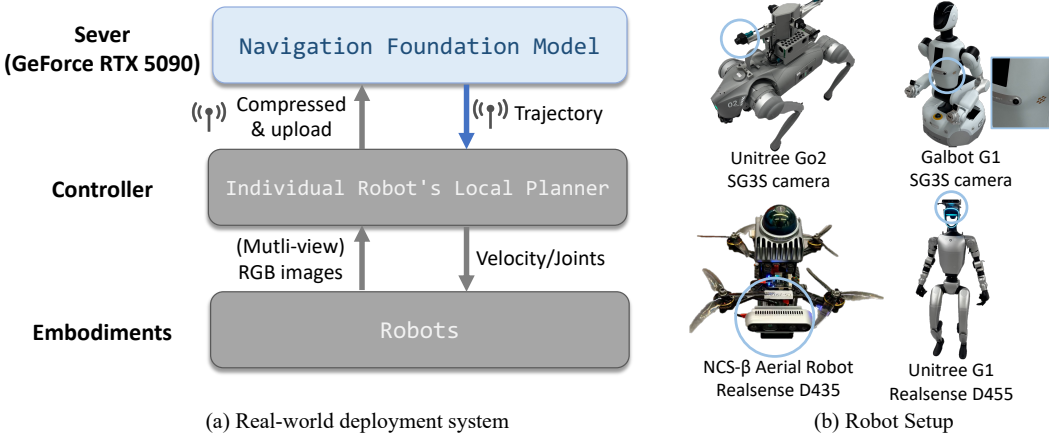 Sever
(GeForce RTX 5090)
Navigation Foundation Model
Compressed
& upload
Trajectory
Controller
Individual Robot's Local Planner
(Mutli-view)
RGB images
Velocity/Joints
Embodiments
Robots
(a) Real-world deployment system
02
Unitree Go2
SG3S camera
Galbot G1
SG3S camera
NCS-β Aerial Robot
Realsense D435
Unitree G1
Realsense D455
(b) Robot Setup